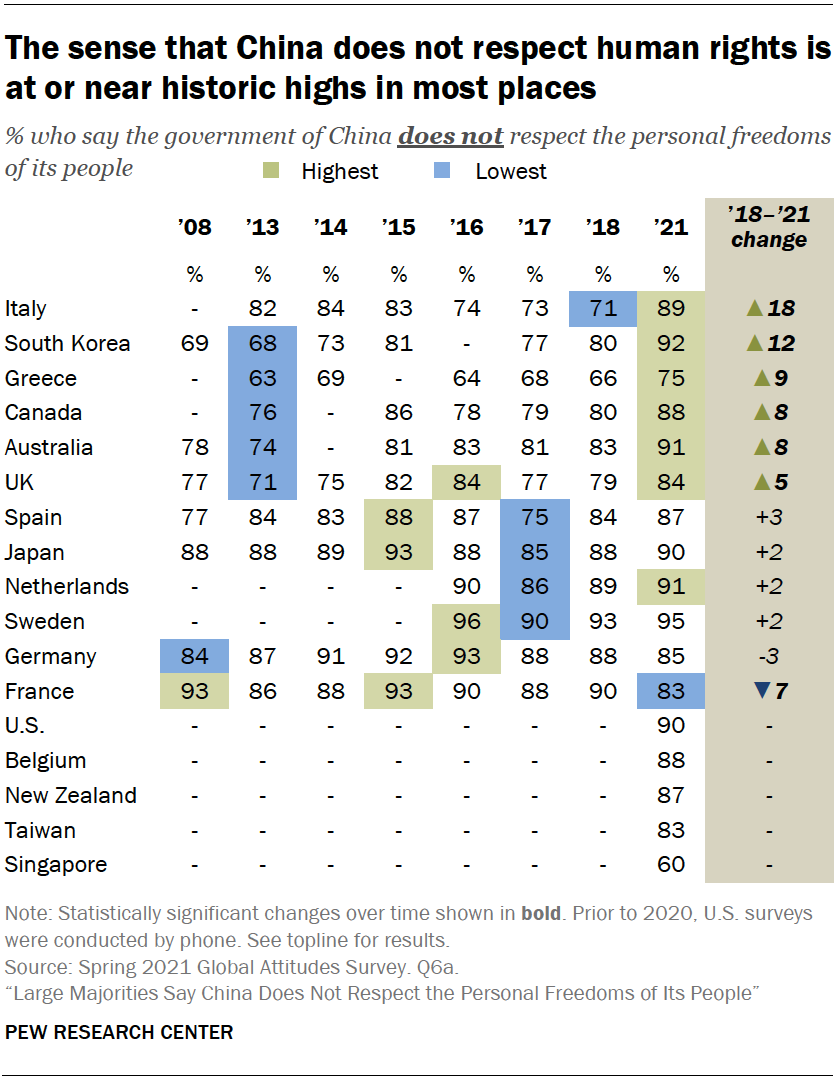 The sense that China does not respect human rights is
at or near historic highs in most places
% who say the government of China does not respect the personal freedoms
of its people Highest Lowest
’08 ’13 ’14 ’15 ’16 ’17 ’18 ’21 ’18–’21 change
% % % % % % % %
Italy - 82 84 83 74 73 71 89 ▲18
South Korea 69 68 73 81 - 77 80 92 ▲12
Greece - 63 69 - 64 68 66 75 ▲9
Canada - 76 - 86 78 79 80 88 ▲8
Australia 78 74 - 81 83 81 83 91 ▲8
UK 77 71 75 82 84 77 79 84 ▲5
Spain 77 84 83 88 87 75 84 87 +3
Japan 88 88 89 93 88 85 88 90 +2
Netherlands - - - - 90 86 89 91 +2
Sweden - - - - 96 90 93 95 +2
Germany 84 87 91 92 93 88 88 85 -3
France 93 86 88 93 90 88 90 83 ▼7
U.S. - - - - - - - 90 -
Belgium - - - - - - - 88 -
New Zealand - - - - - - - 87 -
Taiwan - - - - - - - 83 -
Singapore - - - - - - - 60 -
Note: Statistically significant changes over time shown in bold. Prior to 2020, U.S. surveys
were conducted by phone. See topline for results.
Source: Spring 2021 Global Attitudes Survey. Q6a.
“Large Majorities Say China Does Not Respect the Personal Freedoms of Its People”
PEW RESEARCH CENTER